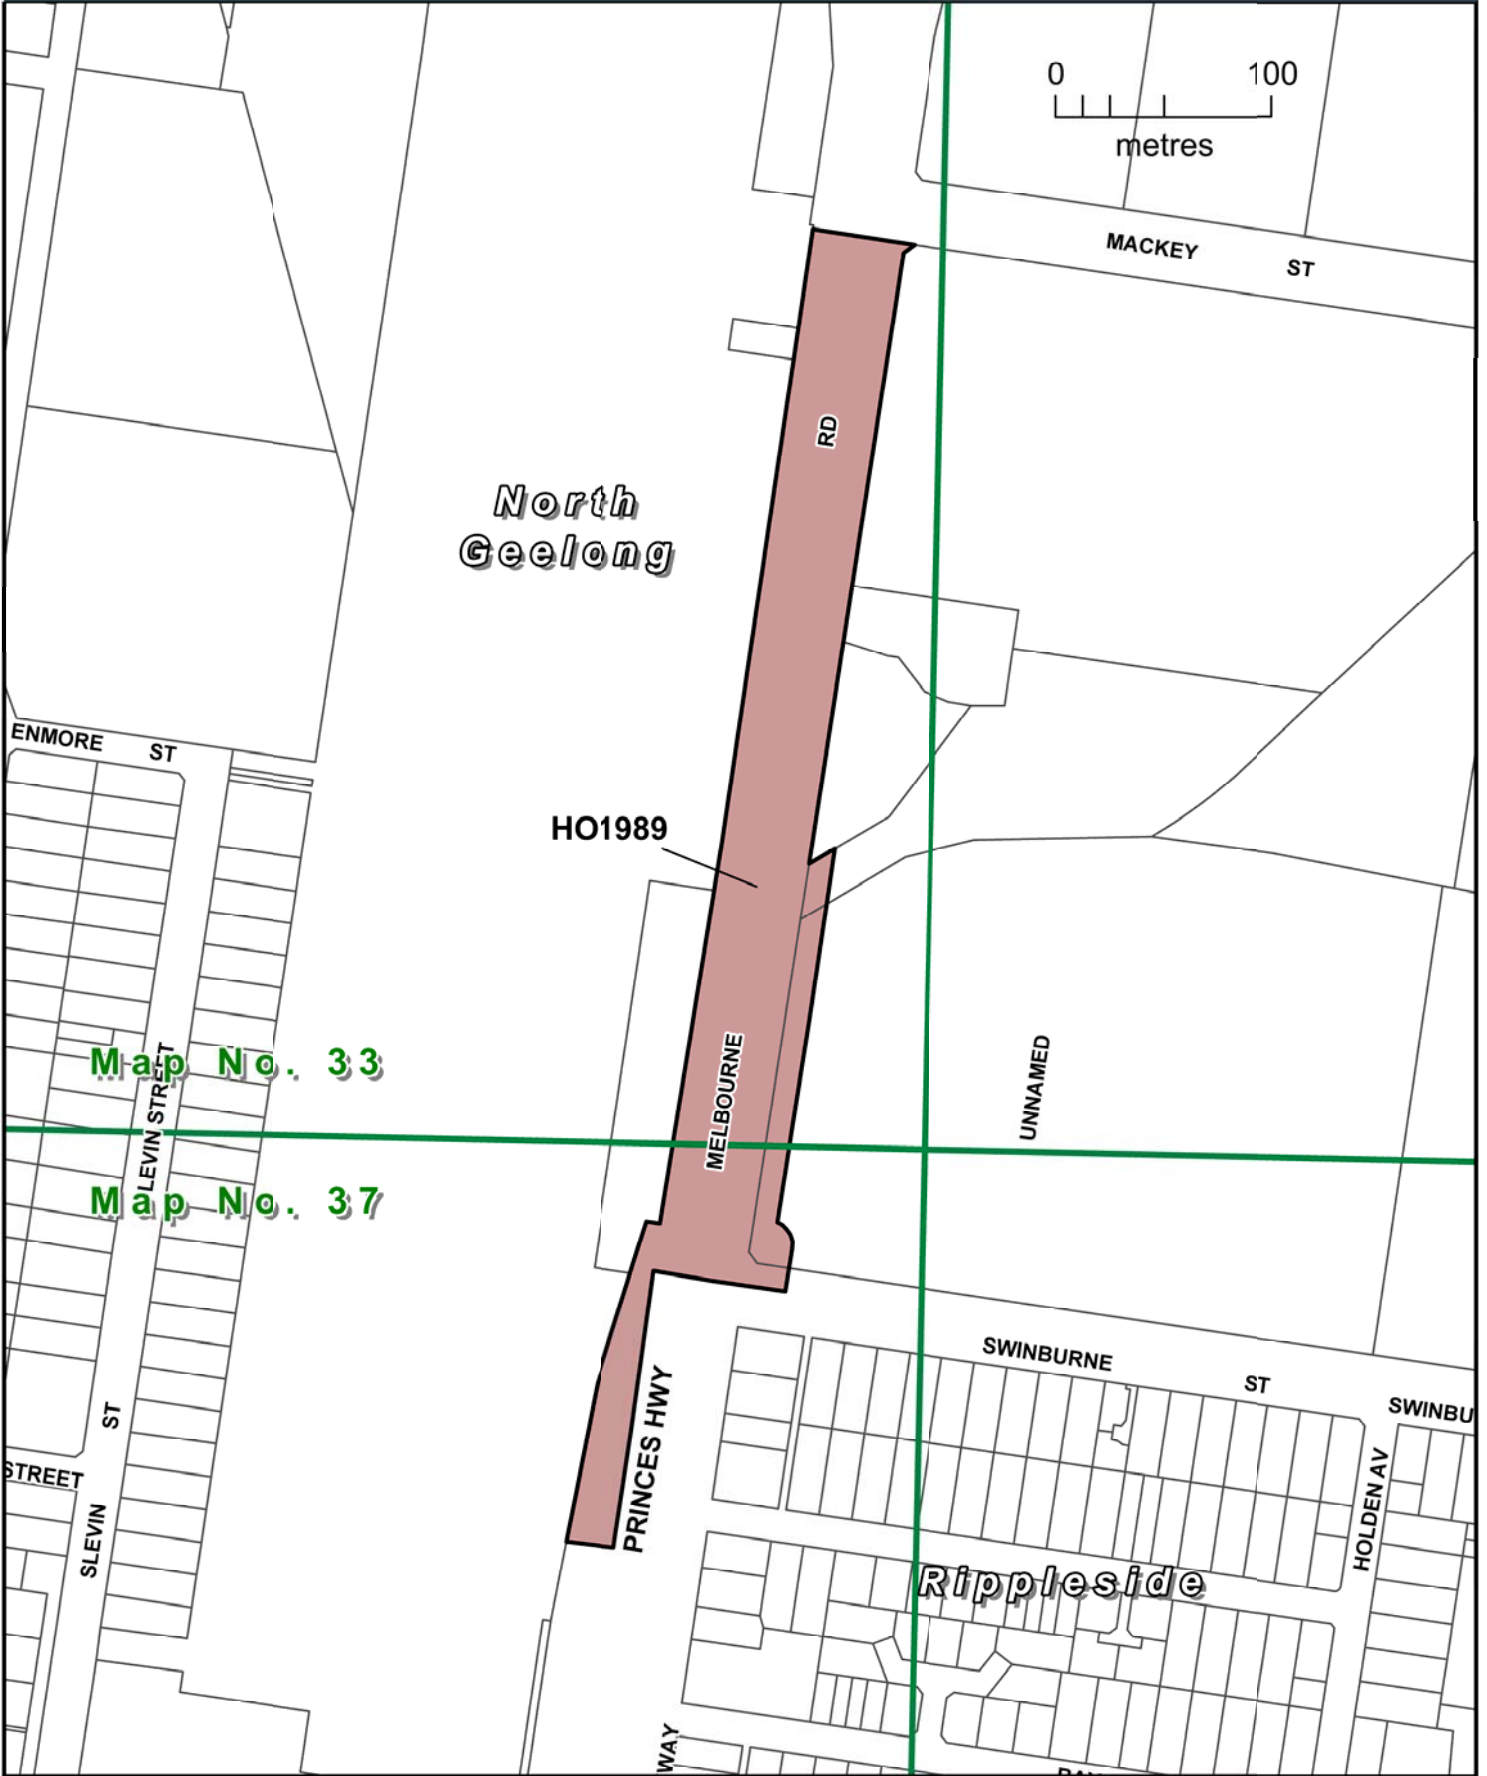 0 100
metres
MACKEY ST
RD
North
Geelong
ENMORE ST
HO1989
MELBOURNE
UNNAMED
Map No. 33
LEVIN STREET
Map No. 37
SWINBURNE ST
SWINBU
PRINCES HWY
ST
STREET
SLEVIN
HOLDEN AV
Rippleside
WAY